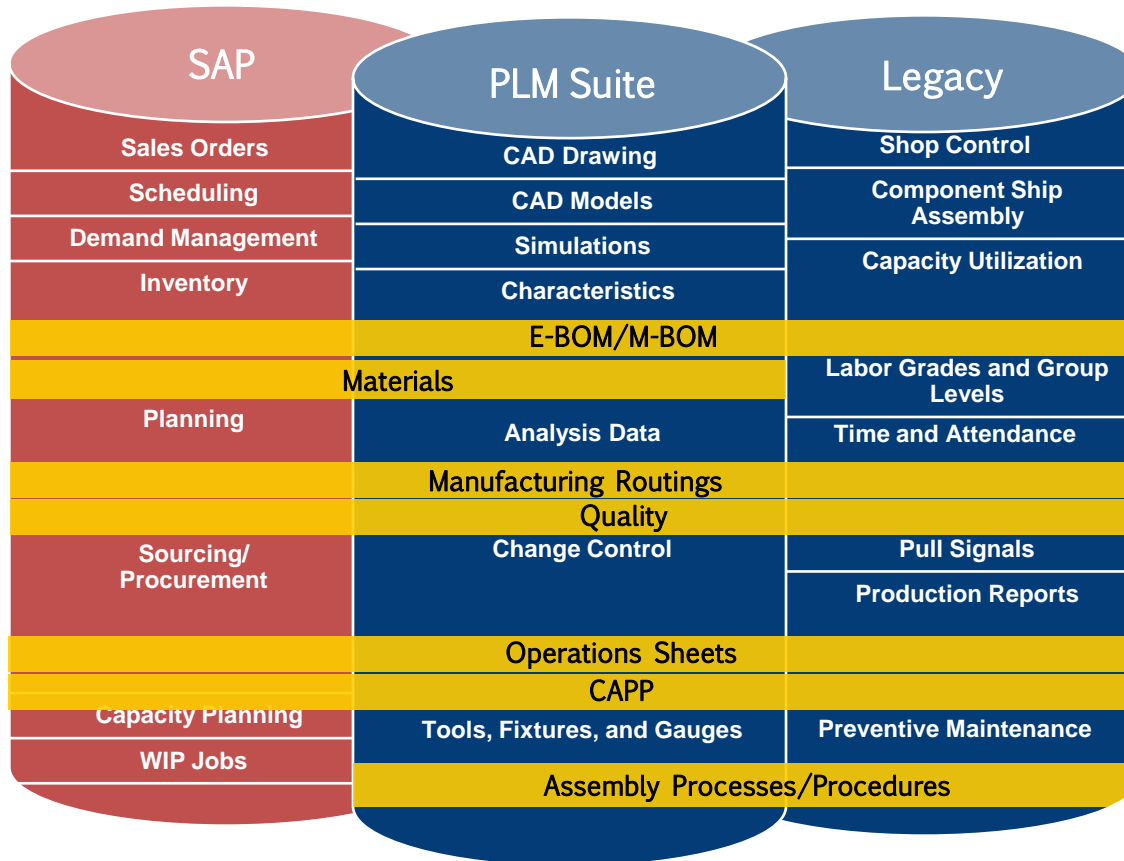 SAP
PLM Suite
Legacy
Sales Orders
Scheduling
Demand Management
Inventory
CAD Drawing
CAD Models
Simulations
Characteristics
Shop Control
Component Ship
Assembly
Capacity Utilization
E-BOM/M-BOM
Materials
Labor Grades and Group
Levels
Planning
Analysis Data
Time and Attendance
Manufacturing Routings
Quality
Sourcing/
Procurement
Change Control
Pull Signals
Production Reports
Operations Sheets
CAPP
Capacity Planning
WIP Jobs
Tools, Fixtures, and Gauges
Preventive Maintenance
Assembly Processes/Procedures